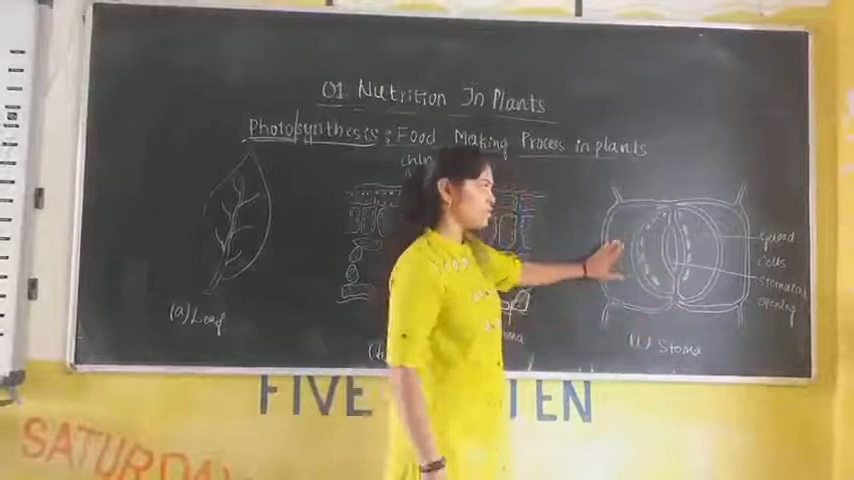 01 Nutrition In Plants
Photosynthesis : Food Making Process in plants
(a) Leaf
guard
cells
stomatal
opening
(c) Stoma
FIVE
TEN
SATURDA